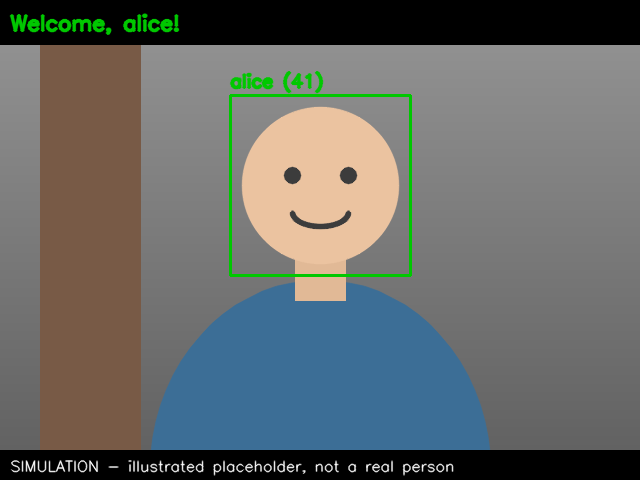 Welcome, alice!
alice (41)
SIMULATION – illustrated placeholder, not a real person